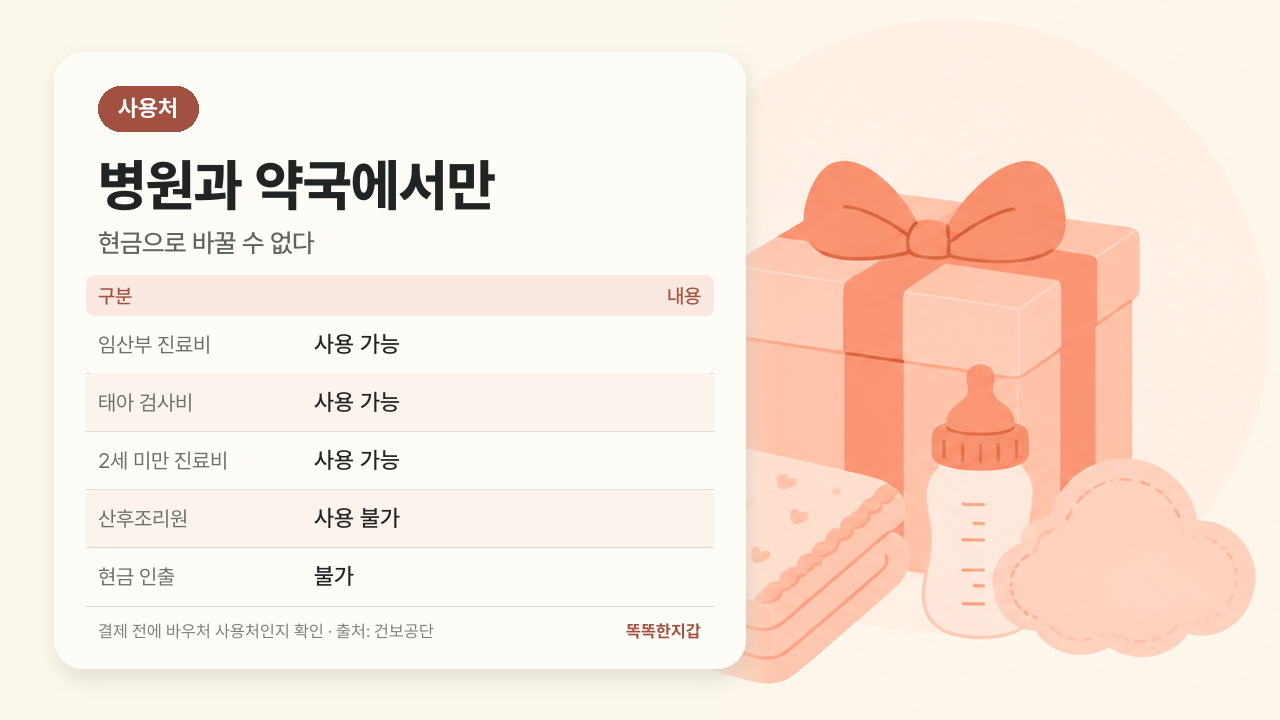 사용처
병원과 약국에서만
현금으로 바꿀 수 없다
구분 내용
임산부 진료비 사용 가능
태아 검사비 사용 가능
2세 미만 진료비 사용 가능
산후조리원 사용 불가
현금 인출 불가
결제 전에 바우처 사용처인지 확인 · 출처: 건보공단 똑똑한지갑